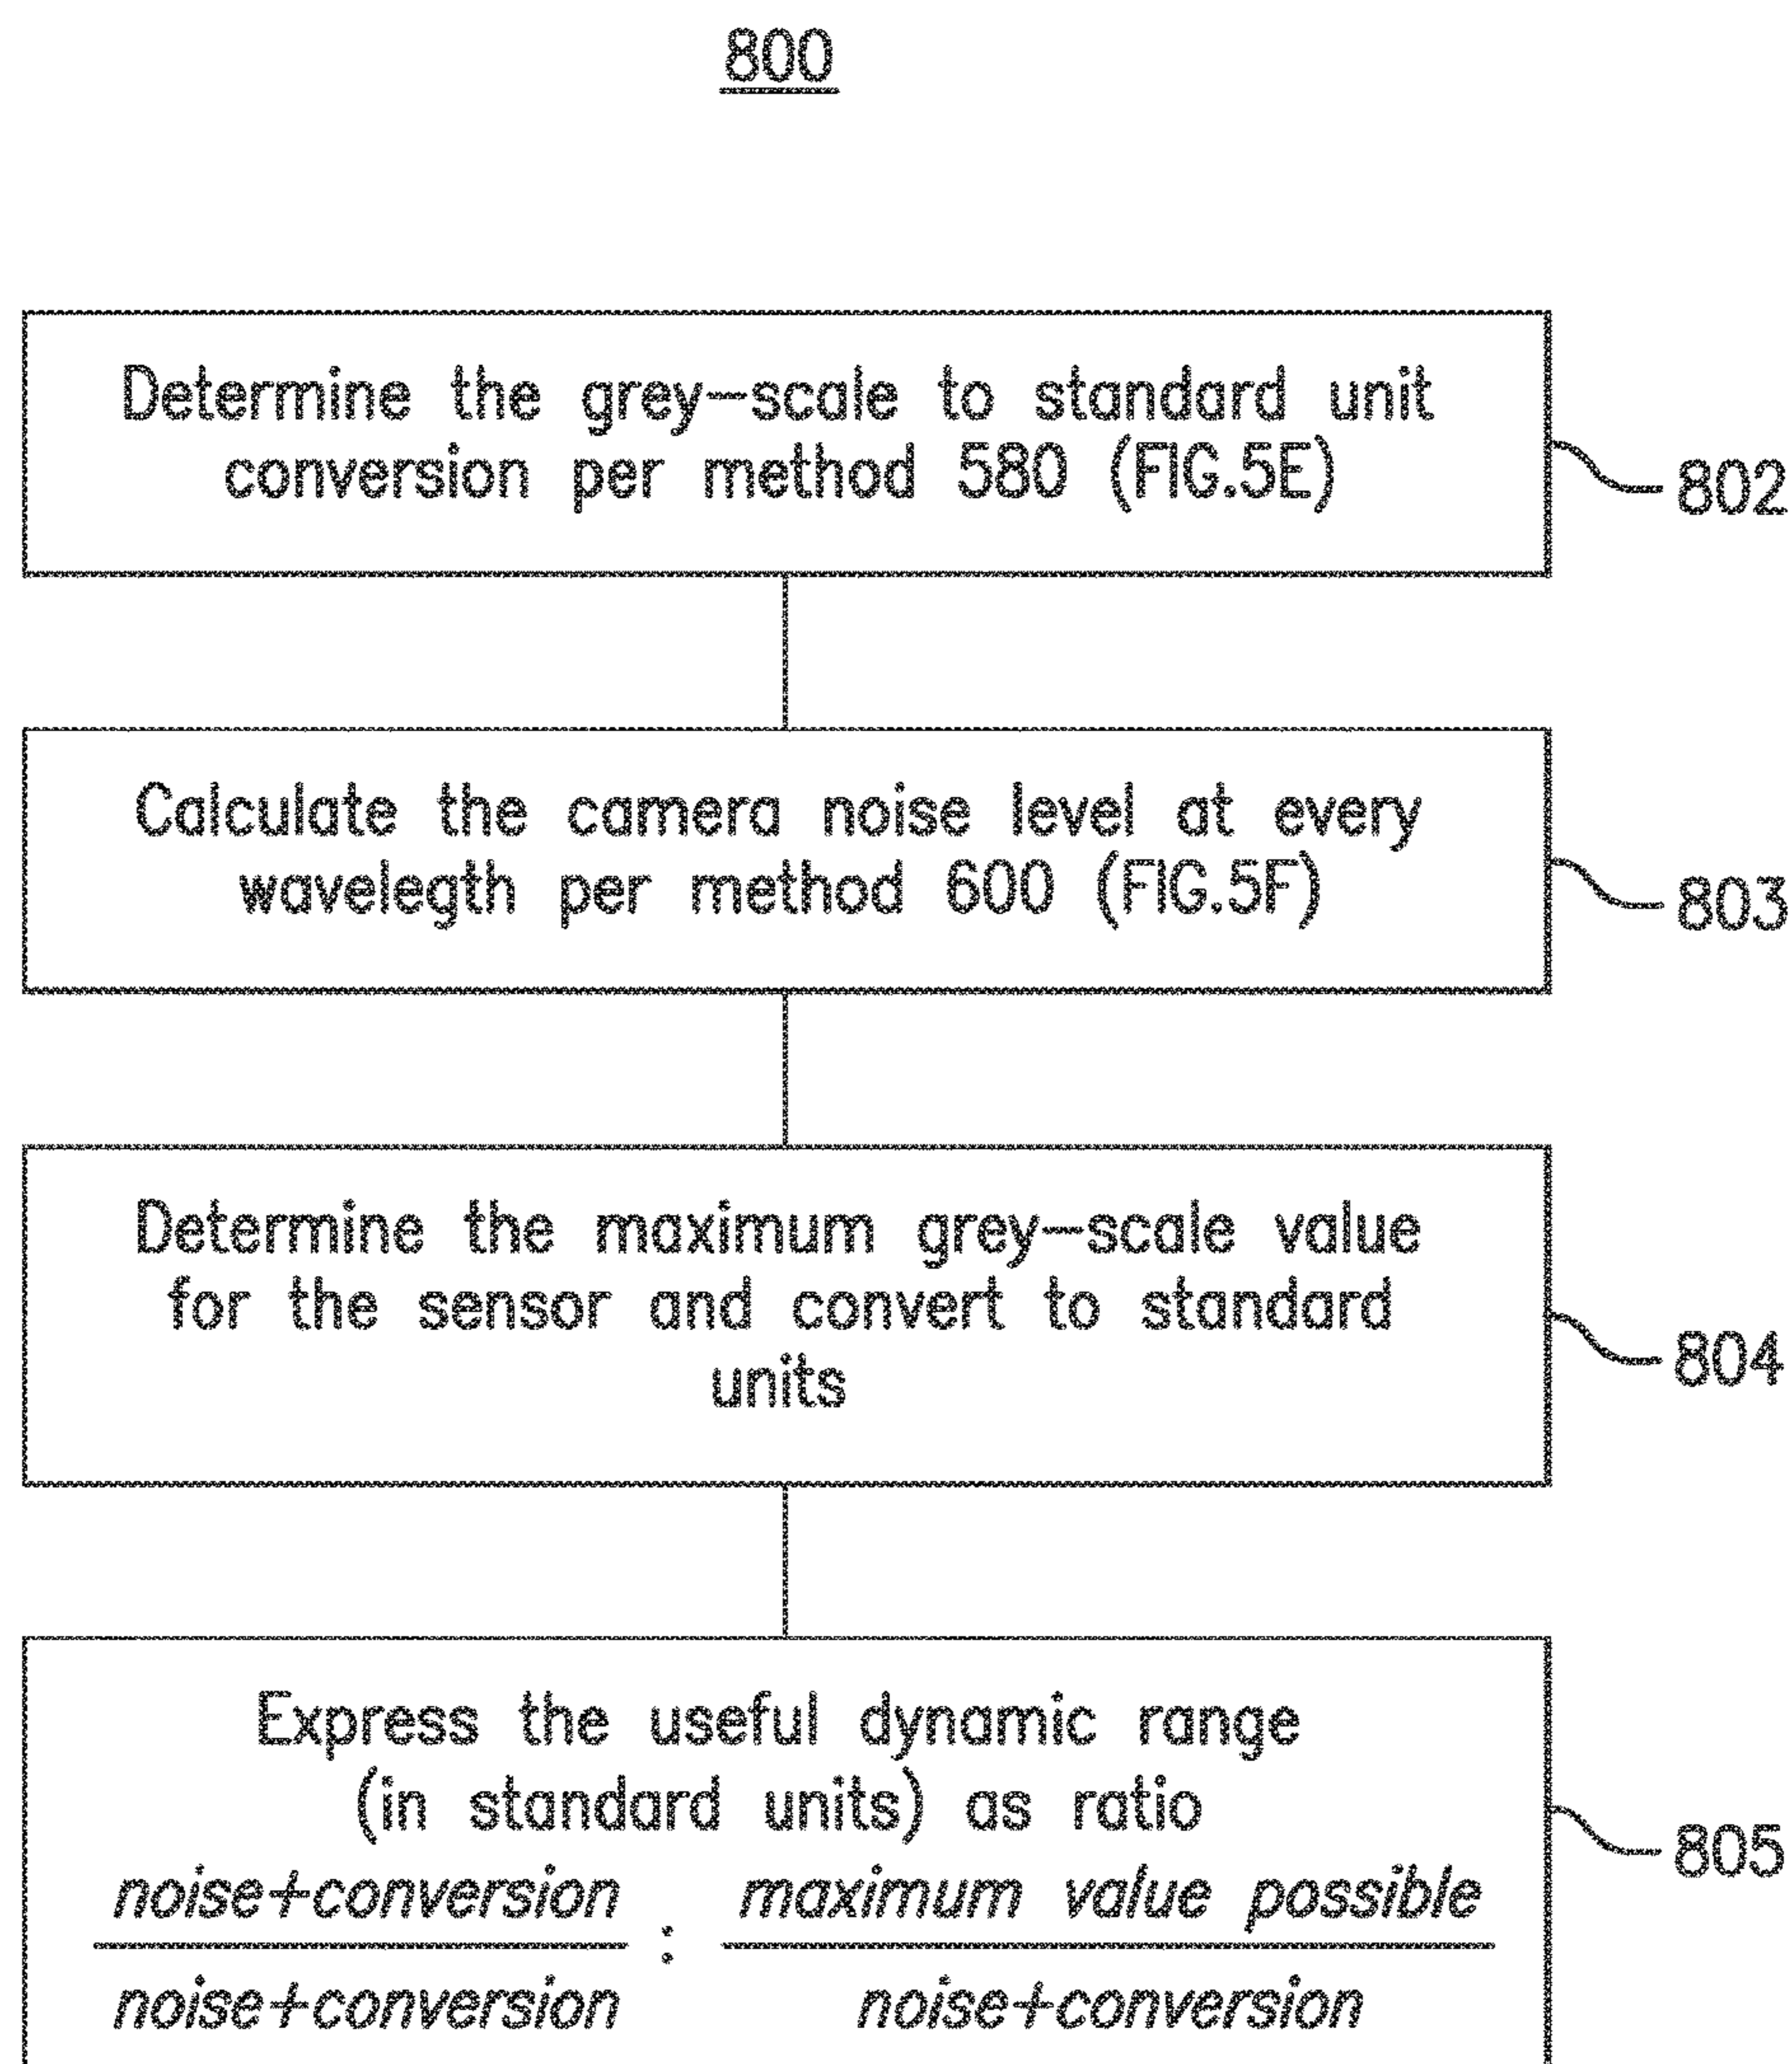 800
Determine the grey-scale to standard unit
conversion per method 580 (FIG.5E)
802
Calculate the camera noise level at every
wavelegth per method 600 (FIG.5F)
803
Determine the maximum grey-scale value
for the sensor and convert to standard
units
804
Express the useful dynamic range
(in standard units) as ratio
805
noise+conversion : maximum value possible
noise+conversion noise+conversion